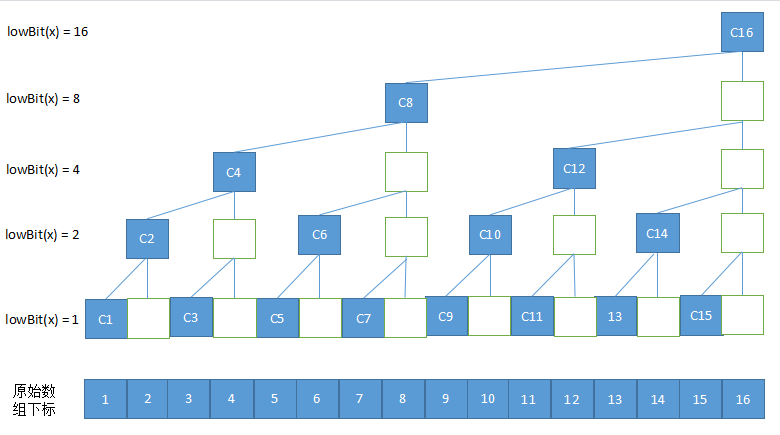 lowBit(x) = 16 C16
lowBit(x) = 8 C8
lowBit(x) = 4 C4 C12
lowBit(x) = 2 C2 C6 C10 C14
lowBit(x) = 1 C1 C3 C5 C7 C9 C11 13 C15
原始数
组下标
1 2 3 4 5 6 7 8 9 10 11 12 13 14 15 16